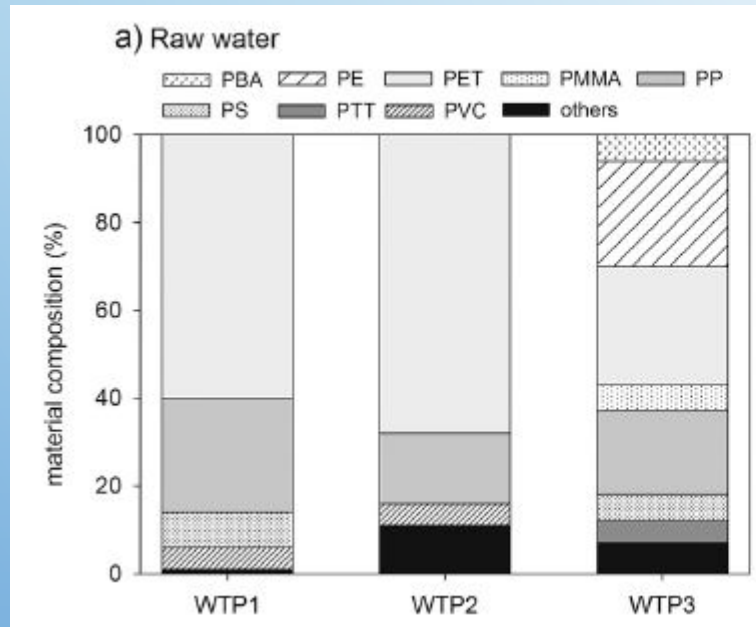 a) Raw water
PBA PE PET PMMA PP
PS PTT PVC others
material composition (%)
100
80
60
40
20
0
WTP1 WTP2 WTP3